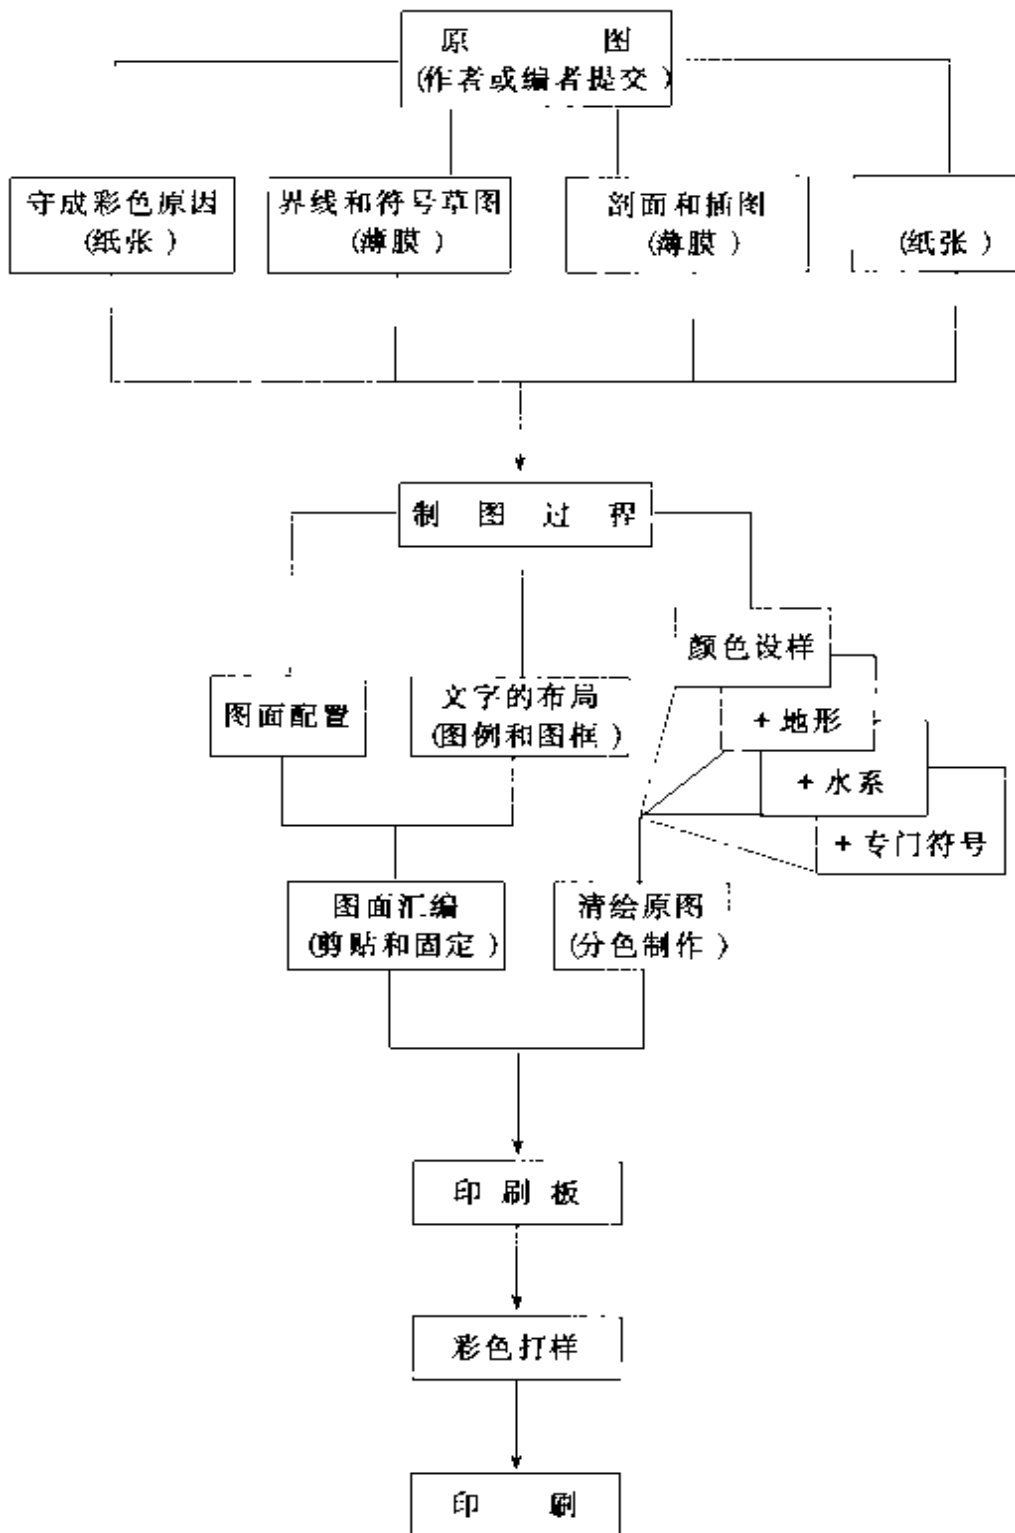 原 图
(作者或编者提交)
守成彩色原因
(纸张)
界线和符号草图
(薄膜)
剖面和插图
(薄膜)
(纸张)
制 图 过 程
颜色设样
+ 地形
+ 水系
+ 专门符号
图面配置
文字的布局
(图例和图框)
图面汇编
(剪贴和固定)
清绘原图
(分色制作)
印 刷 板
彩色打样
印 刷